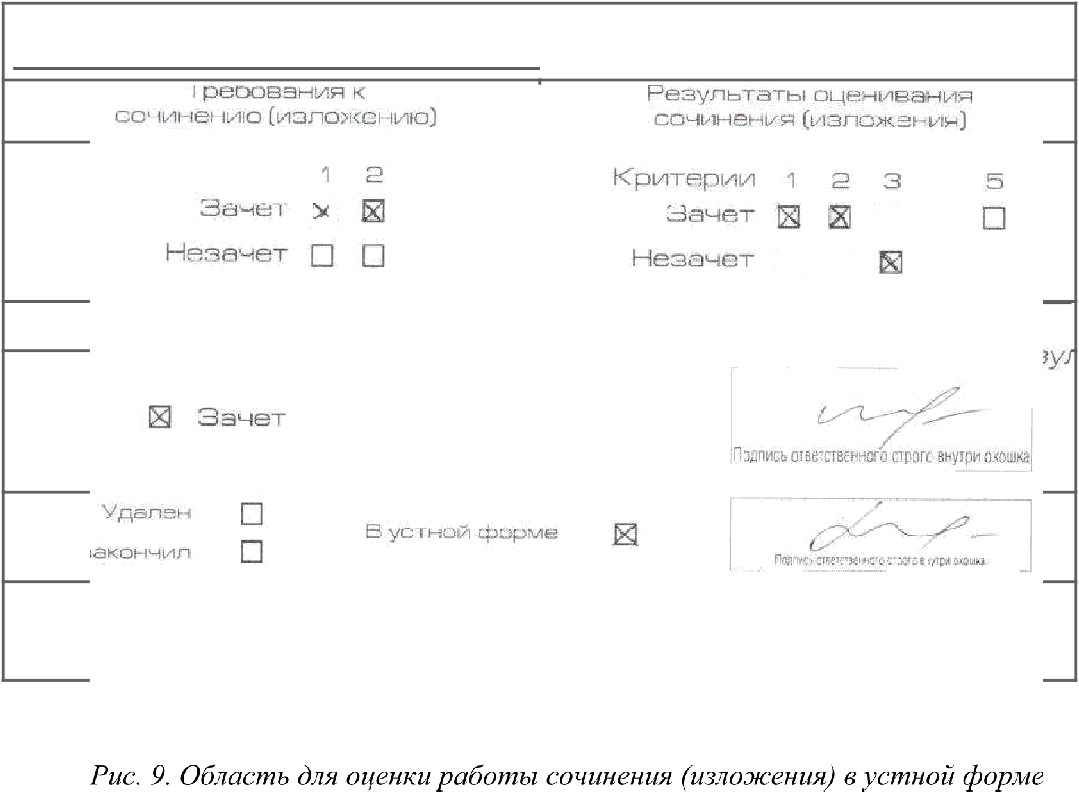 Требования к
сочинению (изложению)
1 2
Зачет
Незачет
Результаты оценивания
сочинения (изложения)
Критерии 1 2 3 5
Зачет
Незачет
Зачет
Подпись ответственного строго внутри окошка
Удален
закончил
В устной форме
Подпись ответственного строго внутри окошка
Рис. 9. Область для оценки работы сочинения (изложения) в устной форме